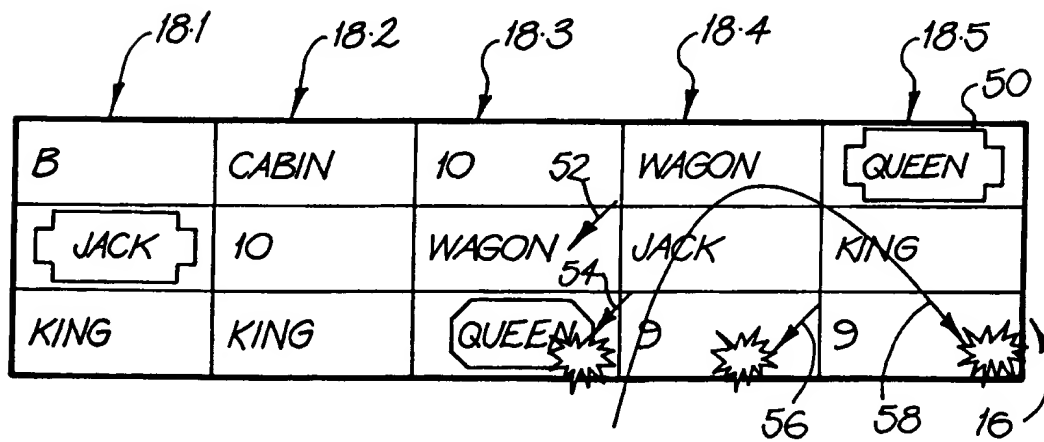 18·1 18·2 18·3 18·4 18·5
50
B CABIN 10 WAGON QUEEN
52
JACK 10 WAGON JACK KING
54
KING KING QUEEN 9 9
56 58 16